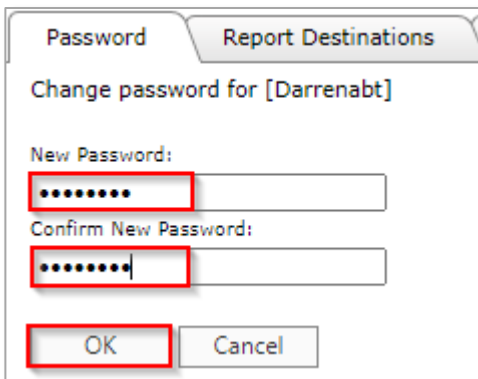 Password Report Destinations
Change password for [Darrenabt]
New Password:
••••••••
Confirm New Password:
••••••••
OK Cancel